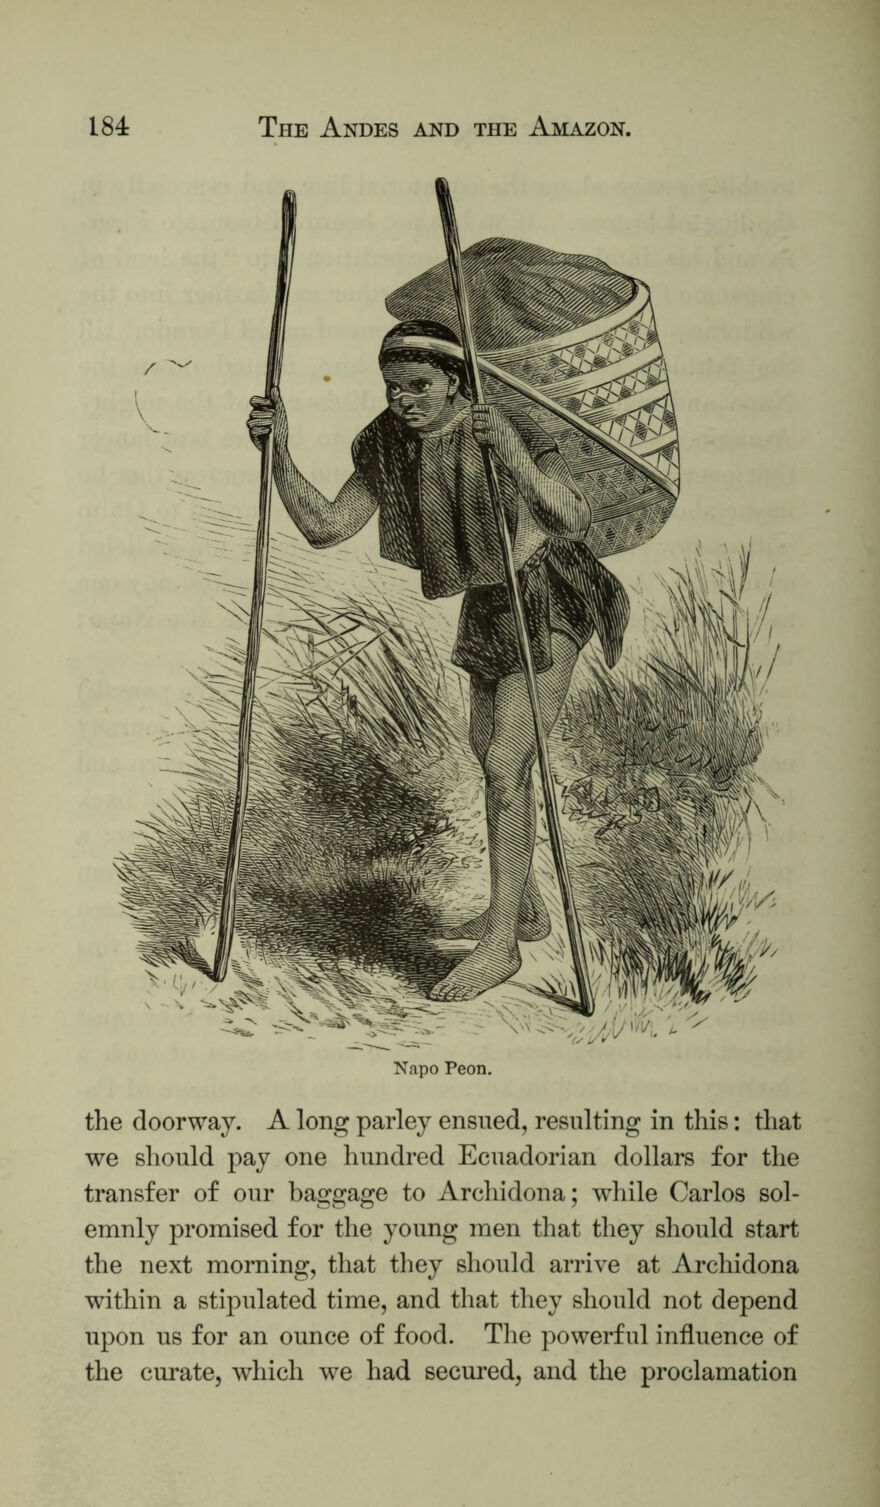 184 The Andes and the Amazon.
Napo Peon.
the doorway. A long parley ensued, resulting in this: that
we should pay one hundred Ecuadorian dollars for the
transfer of our baggage to Archidona; while Carlos sol-
emnly promised for the young men that they should start
the next morning, that they should arrive at Archidona
within a stipulated time, and that they should not depend
upon us for an ounce of food. The powerful influence of
the curate, which we had secured, and the proclamation